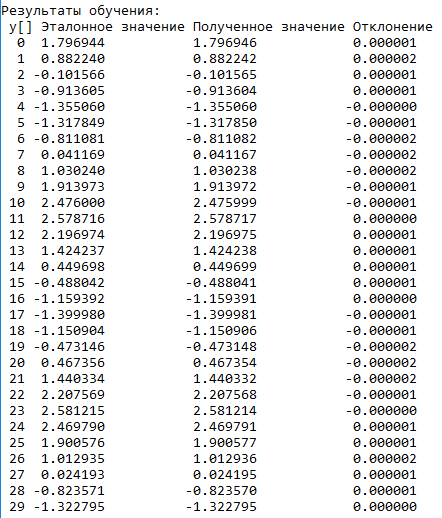 Результаты обучения:
y[] Эталонное значение Полученное значение Отклонение
0 1.796944 1.796946 0.000001
1 0.882240 0.882242 0.000002
2 -0.101566 -0.101565 0.000001
3 -0.913605 -0.913604 0.000001
4 -1.355060 -1.355060 -0.000000
5 -1.317849 -1.317850 -0.000001
6 -0.811081 -0.811082 -0.000002
7 0.041169 0.041167 -0.000002
8 1.030240 1.030238 -0.000002
9 1.913973 1.913972 -0.000001
10 2.476000 2.475999 -0.000001
11 2.578716 2.578717 0.000000
12 2.196974 2.196975 0.000001
13 1.424237 1.424238 0.000001
14 0.449698 0.449699 0.000001
15 -0.488042 -0.488041 0.000001
16 -1.159392 -1.159391 0.000000
17 -1.399980 -1.399981 -0.000001
18 -1.150904 -1.150906 -0.000001
19 -0.473146 -0.473148 -0.000002
20 0.467356 0.467354 -0.000002
21 1.440334 1.440332 -0.000002
22 2.207569 2.207568 -0.000001
23 2.581215 2.581214 -0.000000
24 2.469790 2.469791 0.000001
25 1.900576 1.900577 0.000001
26 1.012935 1.012936 0.000002
27 0.024193 0.024195 0.000001
28 -0.823571 -0.823570 0.000001
29 -1.322795 -1.322795 0.000000